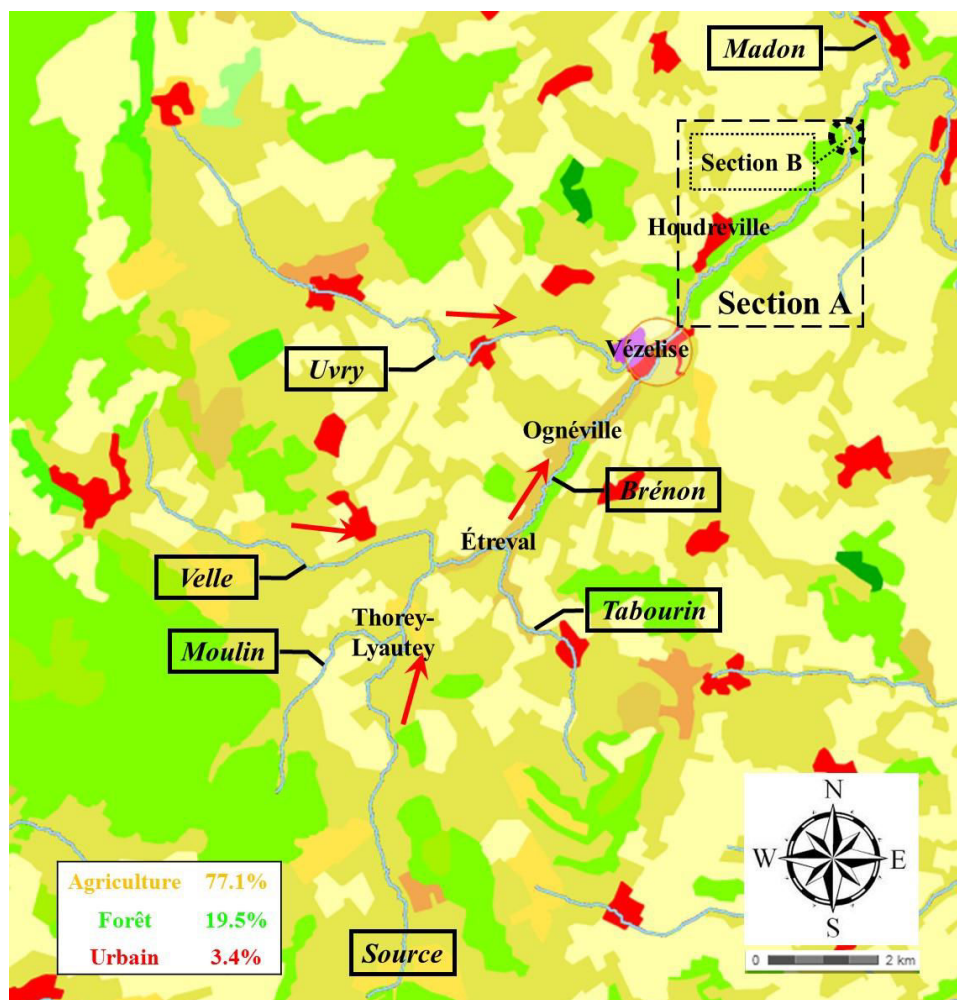 Madon
Section B
Houdreville
Section A
Vézelise
Uvry
Ognéville
Brénon
Étreval
Velle
Tabourin
Thorey-
Lyautey
Moulin
N
W E
S
Agriculture 77.1%
Forêt 19.5%
Urbain 3.4%
Source
0 2 km